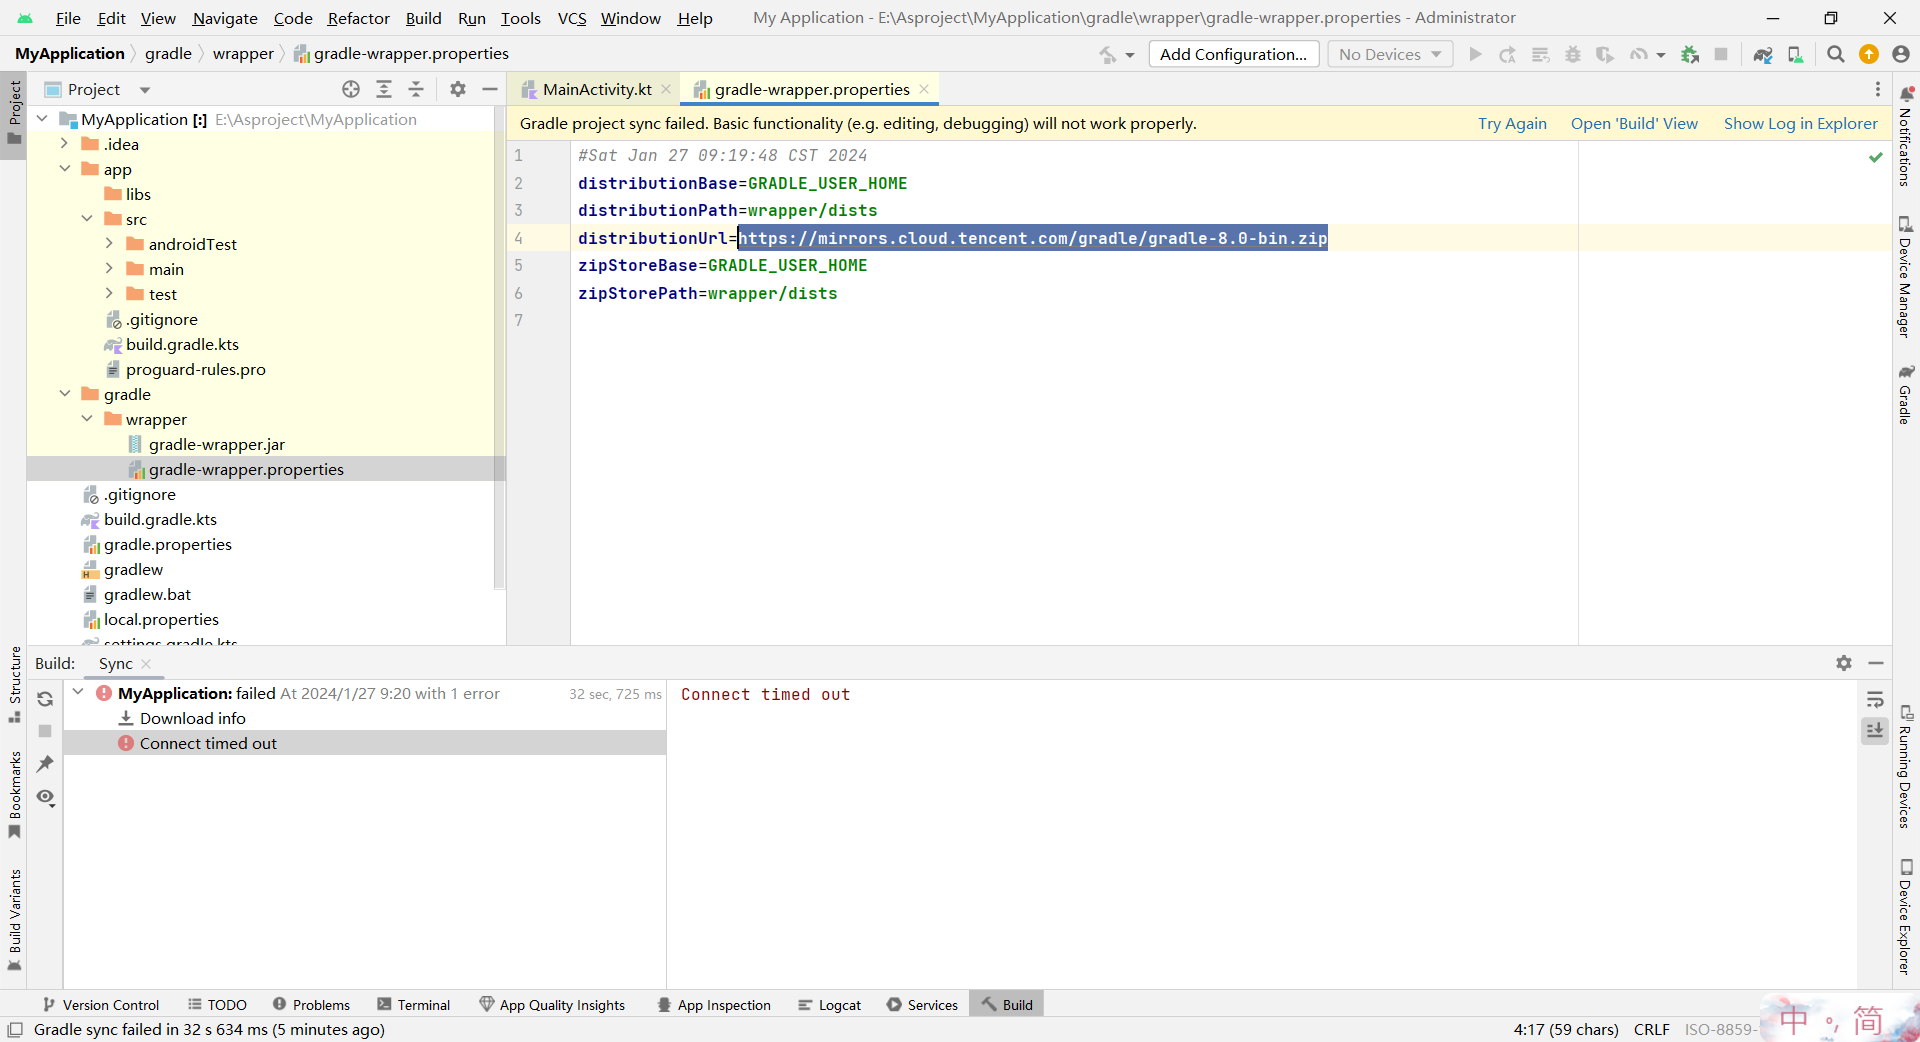 File Edit View Navigate Code Refactor Build Run Tools VCS Window Help My Application - E:\Asproject\MyApplication\gradle\wrapper\gradle-wrapper.properties - Administrator
MyApplication gradle wrapper gradle-wrapper.properties Add Configuration... No Devices
Project
MainActivity.kt
gradle-wrapper.properties
MyApplication [:] E:\Asproject\MyApplication
.idea
app
libs
src
androidTest
main
test
.gitignore
build.gradle.kts
proguard-rules.pro
gradle
wrapper
gradle-wrapper.jar
gradle-wrapper.properties
.gitignore
build.gradle.kts
gradle.properties
gradlew
gradlew.bat
local.properties
settings.gradle.kts
Gradle project sync failed. Basic functionality (e.g. editing, debugging) will not work properly. Try Again Open 'Build' View Show Log in Explorer
1 #Sat Jan 27 09:19:48 CST 2024
2 distributionBase=GRADLE_USER_HOME
3 distributionPath=wrapper/dists
4 distributionUrl=https://mirrors.cloud.tencent.com/gradle/gradle-8.0-bin.zip
5 zipStoreBase=GRADLE_USER_HOME
6 zipStorePath=wrapper/dists
7
Project
Structure
Bookmarks
Build Variants
Notifications
Device Manager
Gradle
Running Devices
Device Explorer
Build: Sync
MyApplication: failed At 2024/1/27 9:20 with 1 error 32 sec, 725 ms
Download info
Connect timed out
Connect timed out
Version Control TODO Problems Terminal App Quality Insights App Inspection Logcat Services Build
Gradle sync failed in 32 s 634 ms (5 minutes ago) 4:17 (59 chars) CRLF ISO-8859-
中 °, 简